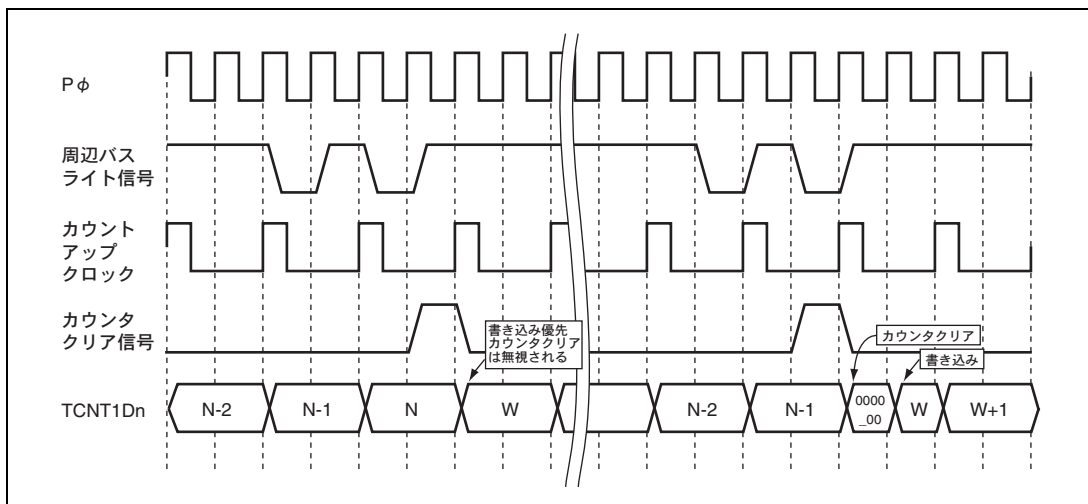 Pφ
周辺バス
ライト信号
カウント
アップ
クロック
カウンタ
クリア信号
書き込み優先
カウンタクリア
は無視される
カウンタクリア
書き込み
TCNT1Dn
N-2
N-1
N
W
N-2
N-1
0000
_00
W
W+1